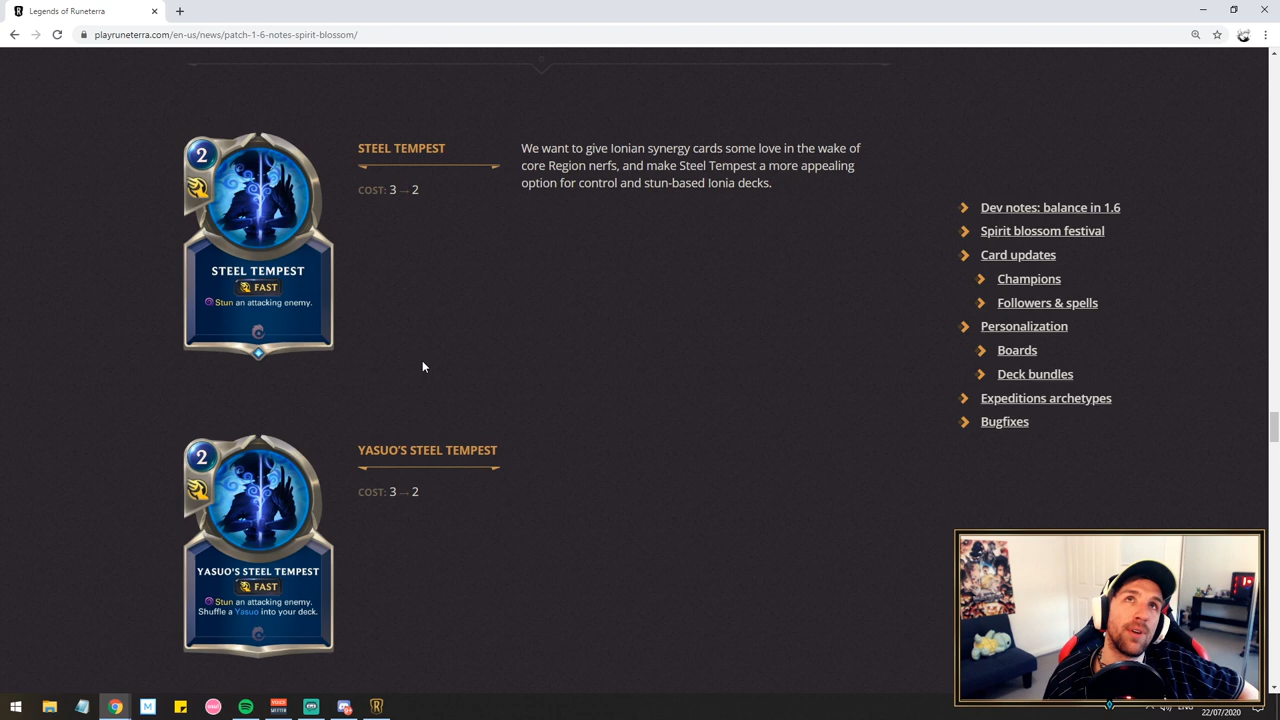 Legends of Runeterra
playruneterra.com/en-us/news/patch-1-6-notes-spirit-blossom/
2
STEEL TEMPEST
FAST
Stun an attacking enemy.
STEEL TEMPEST
COST: 3 → 2
We want to give Ionian synergy cards some love in the wake of
core Region nerfs, and make Steel Tempest a more appealing
option for control and stun-based Ionia decks.
2
YASUO'S STEEL TEMPEST
FAST
Stun an attacking enemy.
Shuffle a Yasuo into your deck.
YASUO'S STEEL TEMPEST
COST: 3 → 2
Dev notes: balance in 1.6
Spirit blossom festival
Card updates
Champions
Followers & spells
Personalization
Boards
Deck bundles
Expeditions archetypes
Bugfixes
22/07/2020